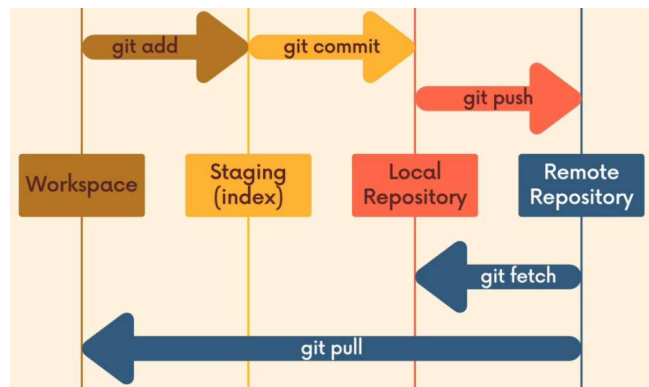 git add
git commit
git push
Workspace
Staging
(index)
Local
Repository
Remote
Repository
git fetch
git pull